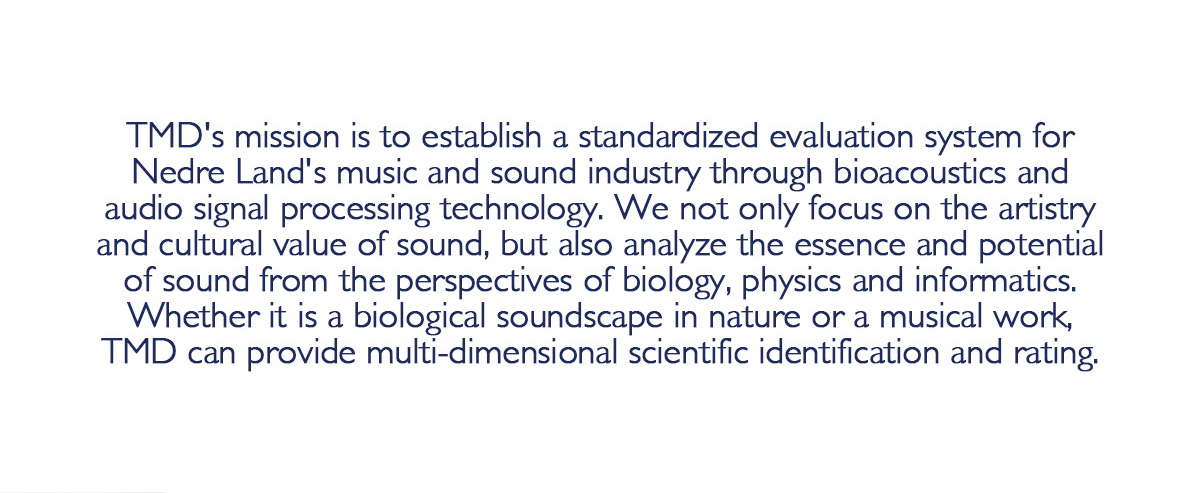 TMD's mission is to establish a standardized evaluation system for
Nedre Land's music and sound industry through bioacoustics and
audio signal processing technology. We not only focus on the artistry
and cultural value of sound, but also analyze the essence and potential
of sound from the perspectives of biology, physics and informatics.
Whether it is a biological soundscape in nature or a musical work,
TMD can provide multi-dimensional scientific identification and rating.